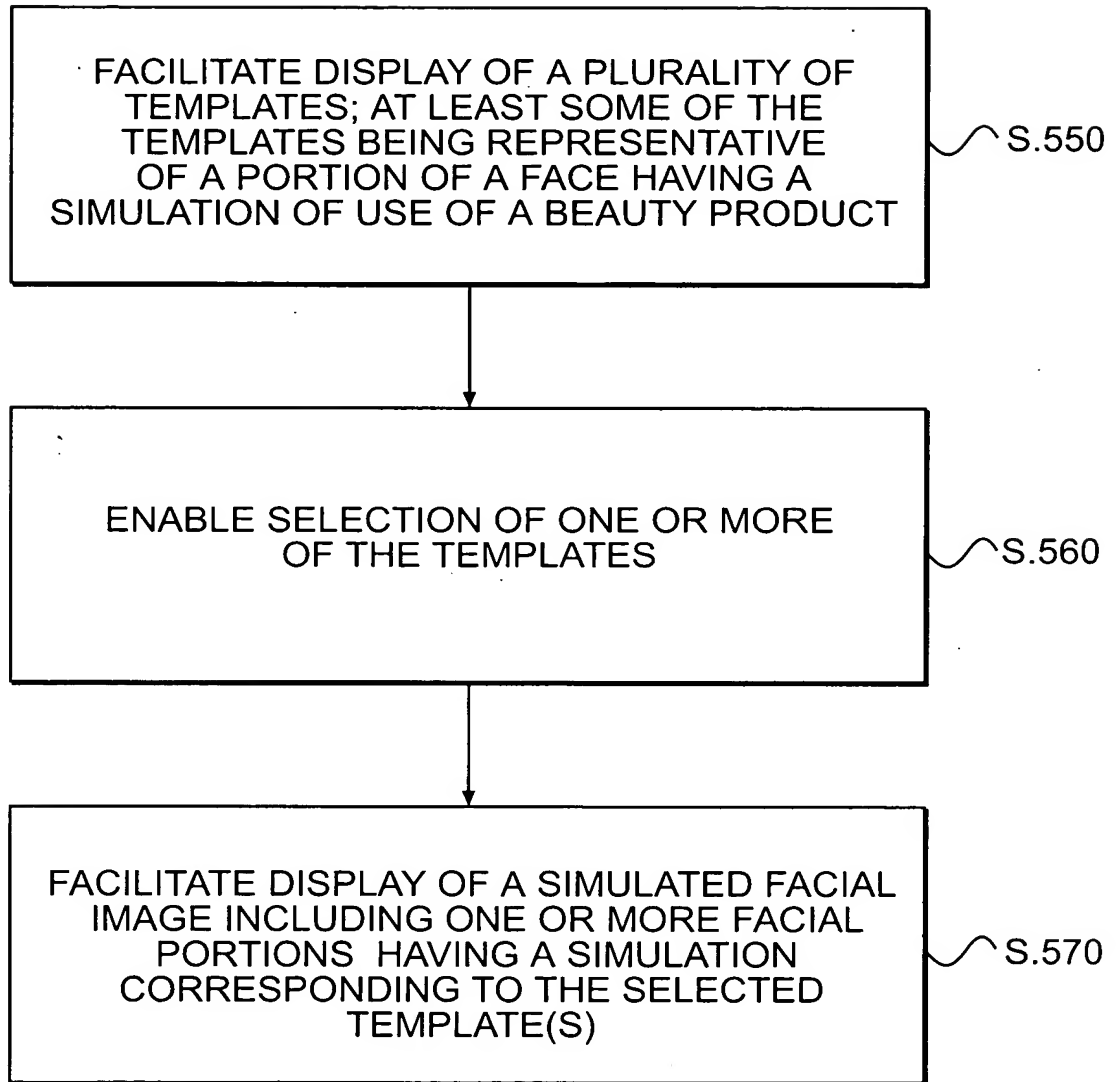 FACILITATE DISPLAY OF A PLURALITY OF
TEMPLATES; AT LEAST SOME OF THE
TEMPLATES BEING REPRESENTATIVE
OF A PORTION OF A FACE HAVING A
SIMULATION OF USE OF A BEAUTY PRODUCT
S.550
ENABLE SELECTION OF ONE OR MORE
OF THE TEMPLATES
S.560
FACILITATE DISPLAY OF A SIMULATED FACIAL
IMAGE INCLUDING ONE OR MORE FACIAL
PORTIONS HAVING A SIMULATION
CORRESPONDING TO THE SELECTED
TEMPLATE(S)
S.570